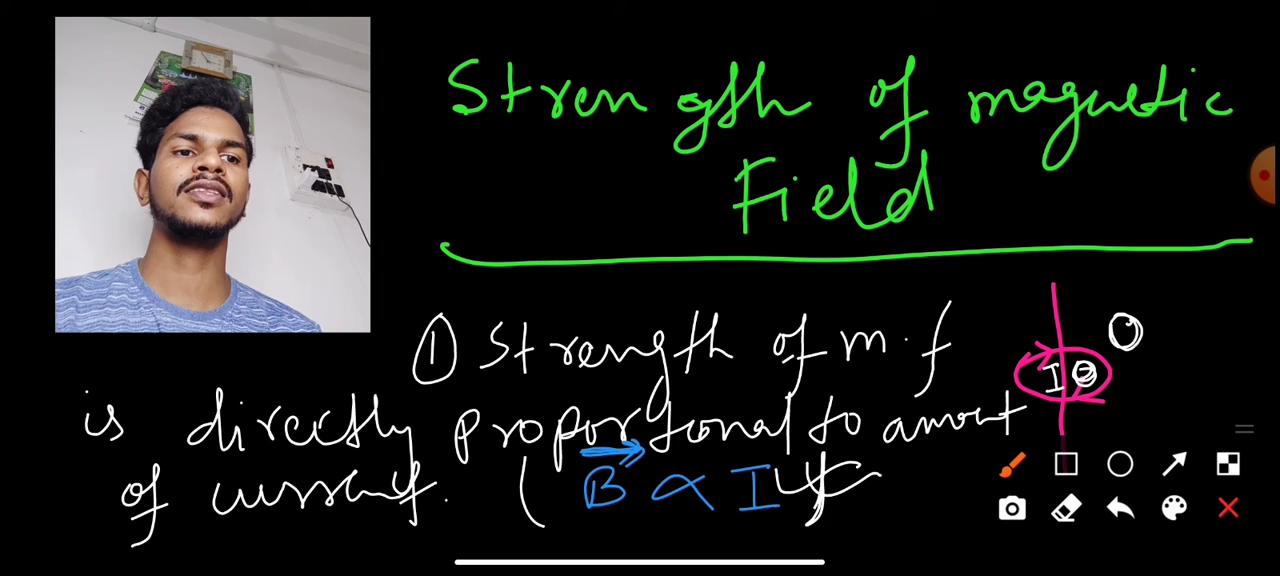 Strength of magnetic
Field
① Strength of m.f
is directly proportional to amount
of current. ( B ∝ I )
I